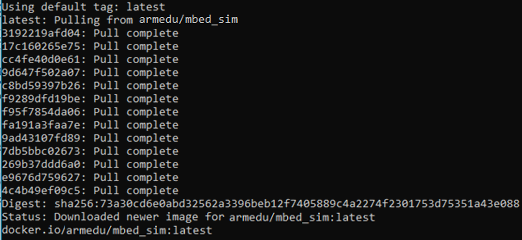 Using default tag: latest
latest: Pulling from armedu/mbed_sim
3192219afd04: Pull complete
17c160265e75: Pull complete
cc4fe40d0e61: Pull complete
9d647f502a07: Pull complete
c8bd59397b26: Pull complete
f9289dfd19be: Pull complete
f95f7854da06: Pull complete
fa191a3faa7e: Pull complete
9ad43107fd89: Pull complete
7db5bbc02673: Pull complete
269b37ddd6a0: Pull complete
e9676d759627: Pull complete
4c4b49ef09c5: Pull complete
Digest: sha256:73a30cd6e0abd32562a3396beb12f7405889c4a2274f2301753d75351a43e088
Status: Downloaded newer image for armedu/mbed_sim:latest
docker.io/armedu/mbed_sim:latest